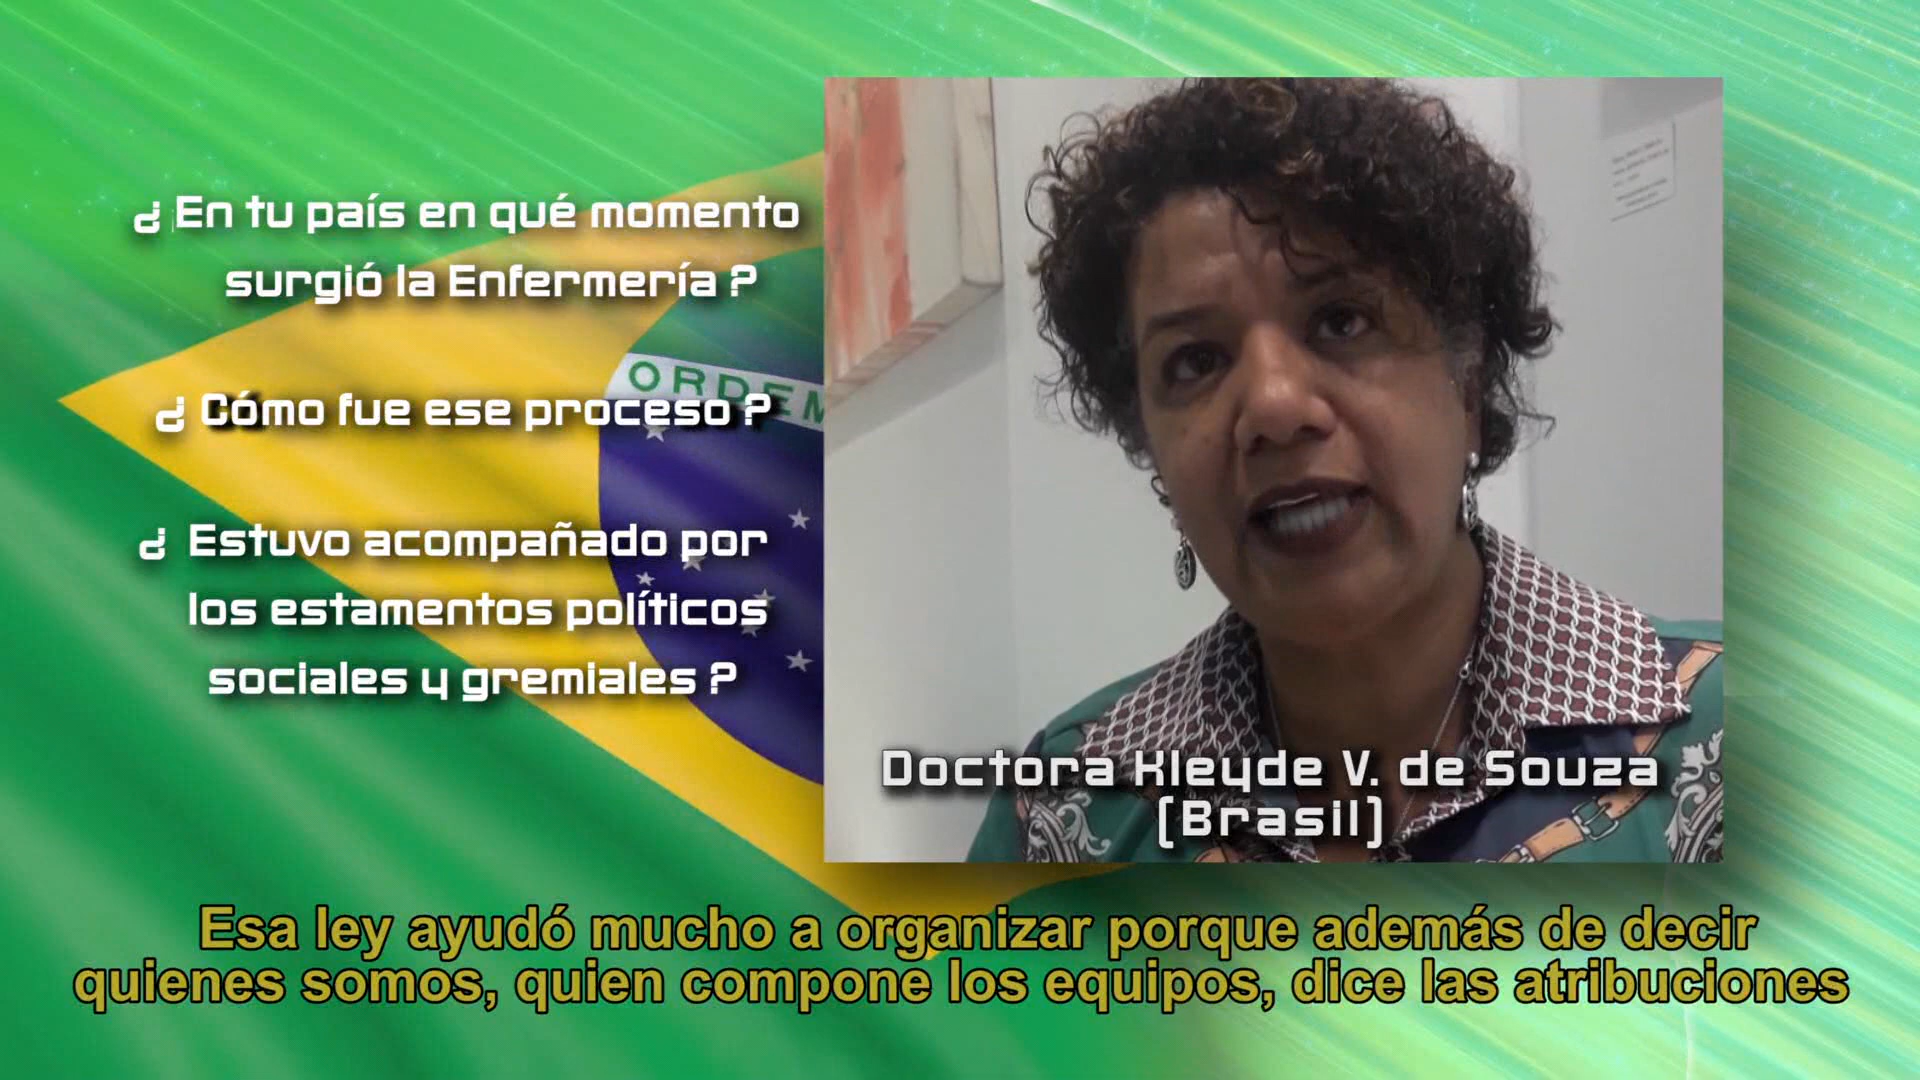 ¿ En tu país en qué momento
surgió la Enfermería ?
¿ Cómo fue ese proceso ?
¿ Estuvo acompañado por
los estamentos políticos
sociales y gremiales ?
ORDEM
Doctora Kleyde V. de Souza
(Brasil)
Esa ley ayudó mucho a organizar porque además de decir
quienes somos, quien compone los equipos, dice las atribuciones